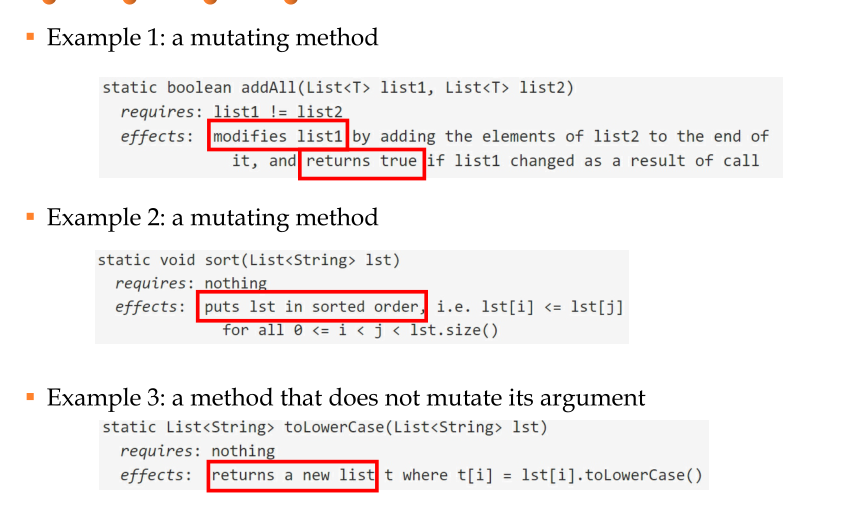 ▪ Example 1: a mutating method
static boolean addAll(List<T> list1, List<T> list2)
requires: list1 != list2
effects: modifies list1 by adding the elements of list2 to the end of
it, and returns true if list1 changed as a result of call
▪ Example 2: a mutating method
static void sort(List<String> lst)
requires: nothing
effects: puts lst in sorted order, i.e. lst[i] <= lst[j]
for all 0 <= i < j < lst.size()
▪ Example 3: a method that does not mutate its argument
static List<String> toLowerCase(List<String> lst)
requires: nothing
effects: returns a new list t where t[i] = lst[i].toLowerCase()